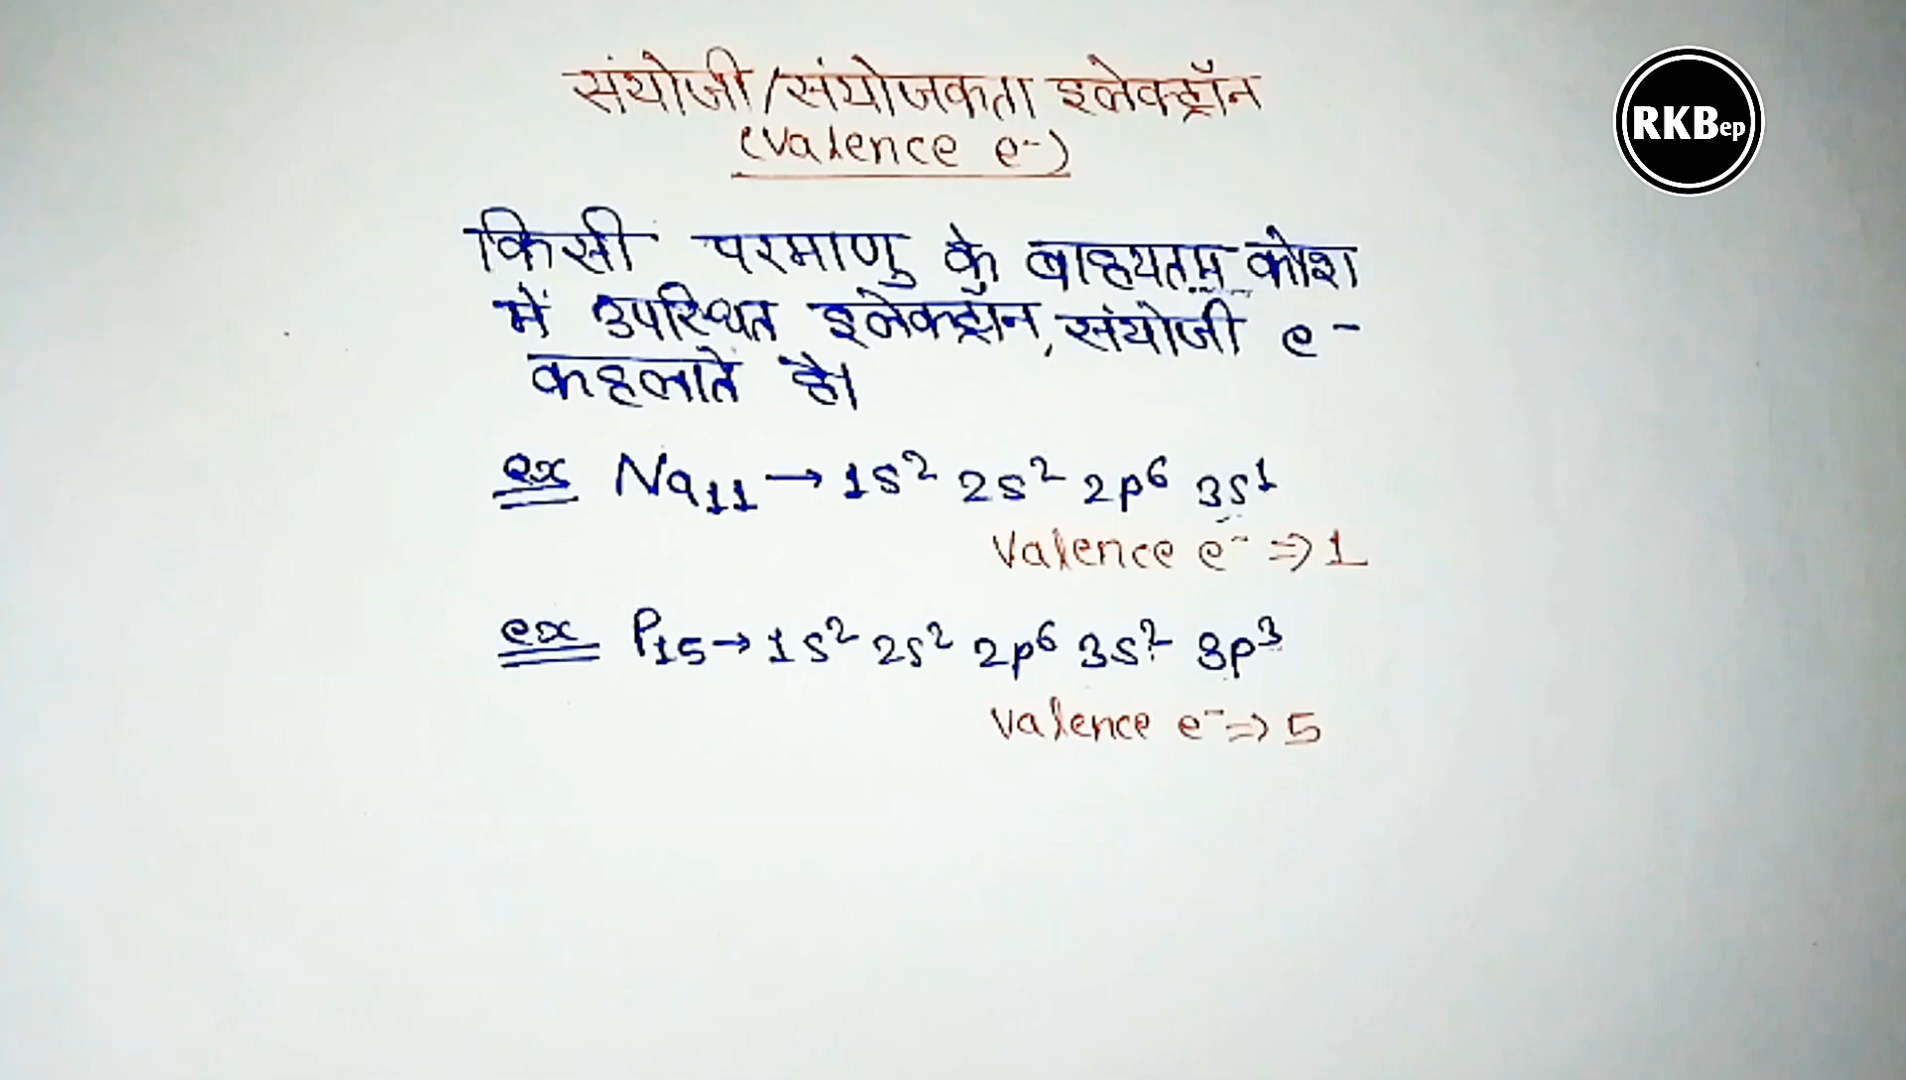 संयोजी/संयोजकता इलेक्ट्रॉन
(Valence e⁻)
RKBep
किसी परमाणु के बाहयतम कोश
में उपस्थित इलेक्ट्रॉन, संयोजी e⁻
कहलाते है।
ex Na₁₁ → 1s² 2s² 2p⁶ 3s¹
Valence e⁻ ⇒ 1
ex P₁₅ → 1s² 2s² 2p⁶ 3s² 3p³
Valence e⁻ ⇒ 5